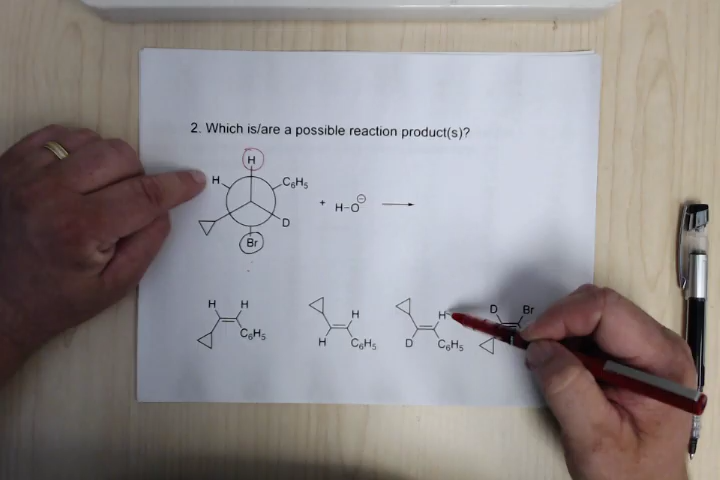 2. Which is/are a possible reaction product(s)?
H
H C₆H₅
+ H-O⊖
D
Br
H H
C₆H₅
H
H C₆H₅
H
D C₆H₅
D Br